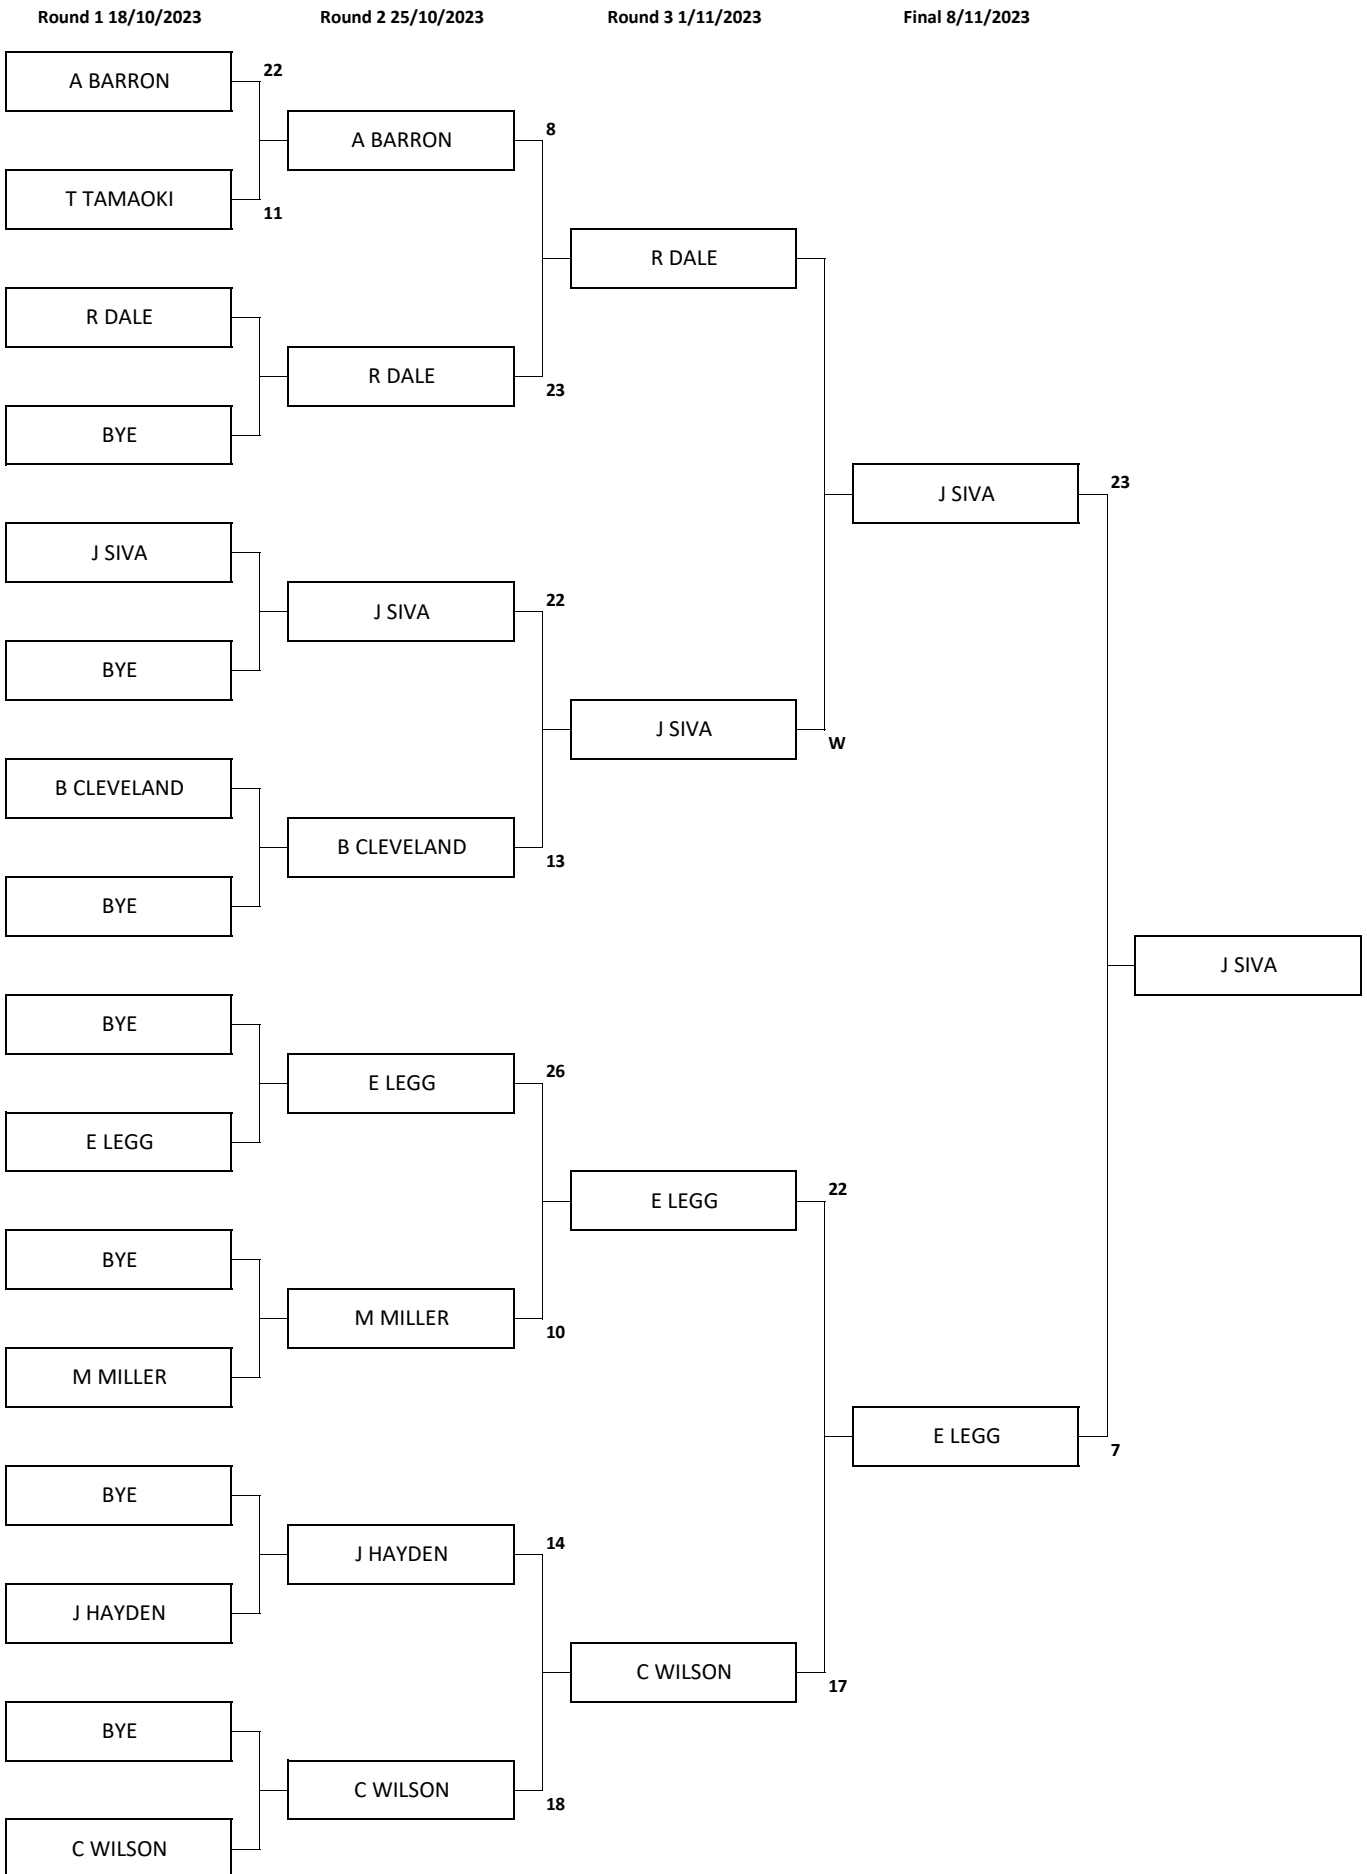 Round 1 18/10/2023
Round 2 25/10/2023
Round 3 1/11/2023
Final 8/11/2023
A BARRON
22
A BARRON
8
T TAMAOKI
11
R DALE
R DALE
R DALE
23
BYE
J SIVA
23
J SIVA
J SIVA
22
BYE
J SIVA
W
B CLEVELAND
B CLEVELAND
13
BYE
J SIVA
BYE
E LEGG
26
E LEGG
E LEGG
22
BYE
M MILLER
10
M MILLER
E LEGG
7
BYE
J HAYDEN
14
J HAYDEN
C WILSON
17
BYE
C WILSON
18
C WILSON